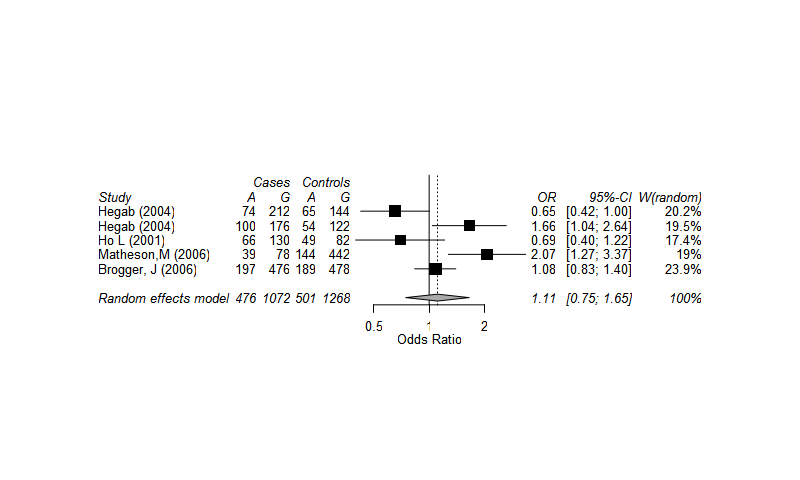 Cases Controls
Study A G A G OR 95%-CI W(random)
Hegab (2004) 74 212 65 144 0.65 [0.42; 1.00] 20.2%
Hegab (2004) 100 176 54 122 1.66 [1.04; 2.64] 19.5%
Ho L (2001) 66 130 49 82 0.69 [0.40; 1.22] 17.4%
Matheson,M (2006) 39 78 144 442 2.07 [1.27; 3.37] 19%
Brogger, J (2006) 197 476 189 478 1.08 [0.83; 1.40] 23.9%
Random effects model 476 1072 501 1268 1.11 [0.75; 1.65] 100%
0.5 1 2
Odds Ratio